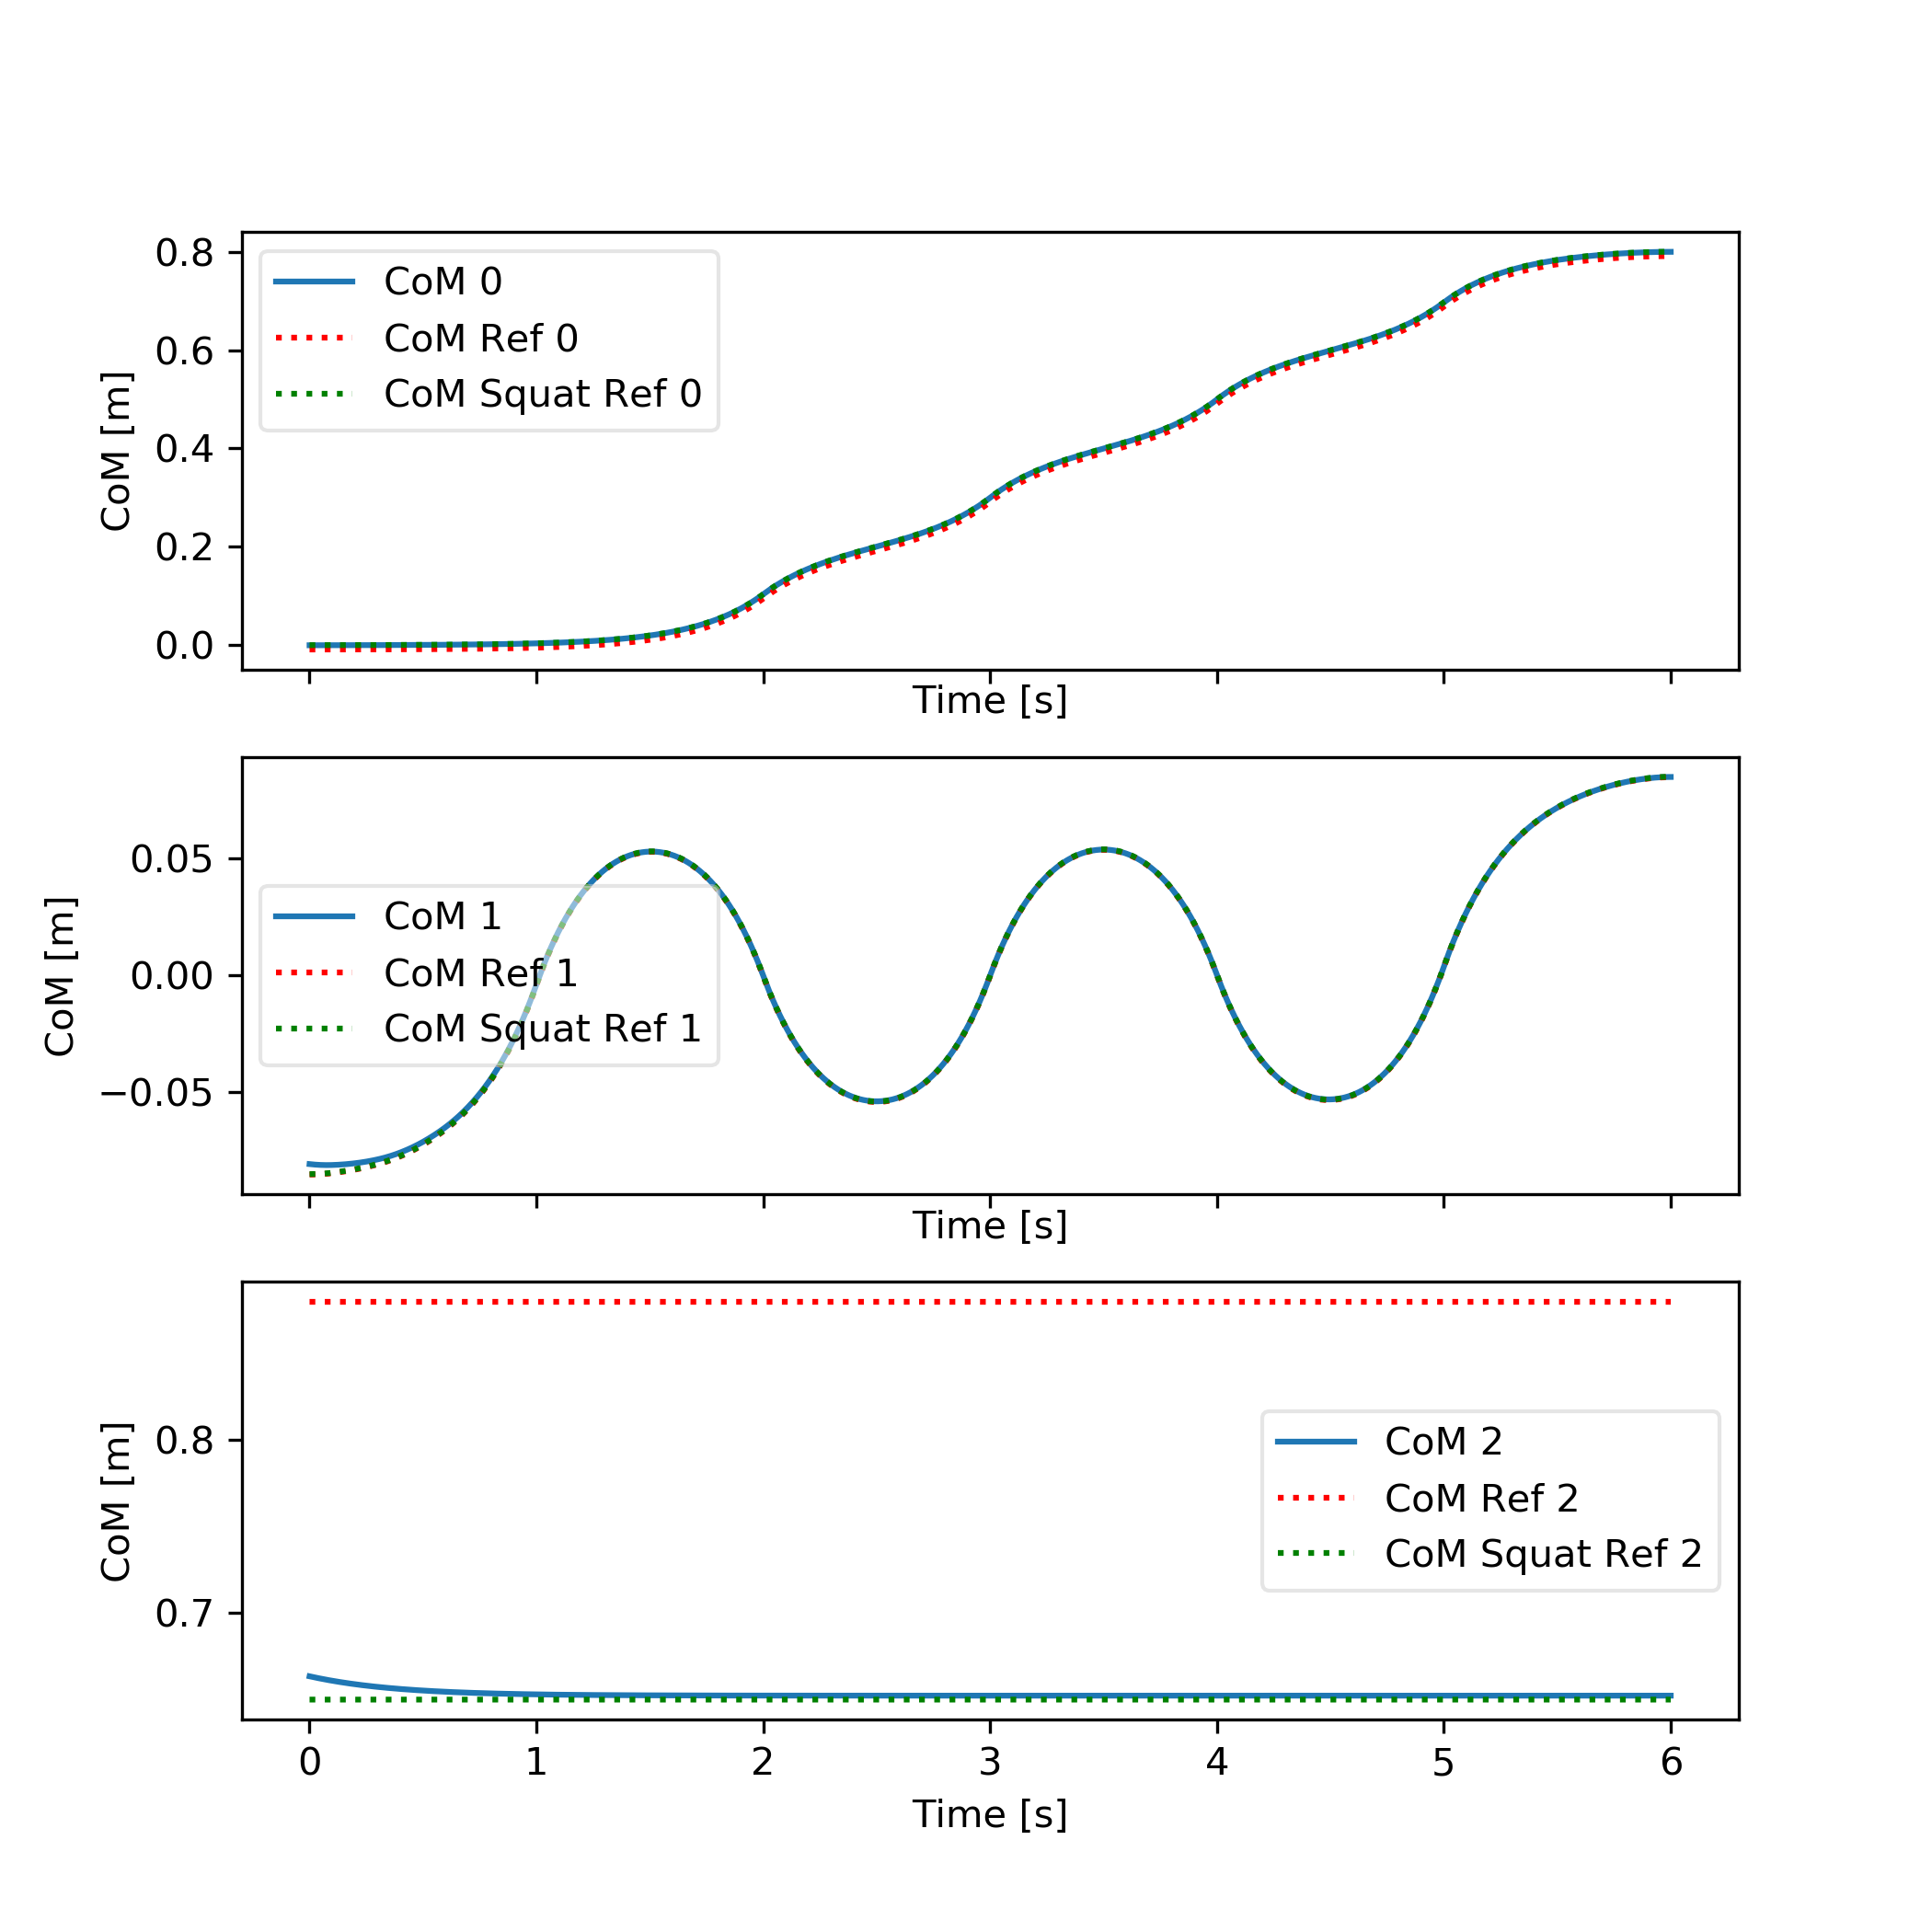 0.8
0.6
0.4
0.2
0.0
CoM [m]
CoM 0
CoM Ref 0
CoM Squat Ref 0
Time [s]
0.05
0.00
−0.05
CoM [m]
CoM 1
CoM Ref 1
CoM Squat Ref 1
Time [s]
0.8
0.7
CoM [m]
CoM 2
CoM Ref 2
CoM Squat Ref 2
0 1 2 3 4 5 6
Time [s]